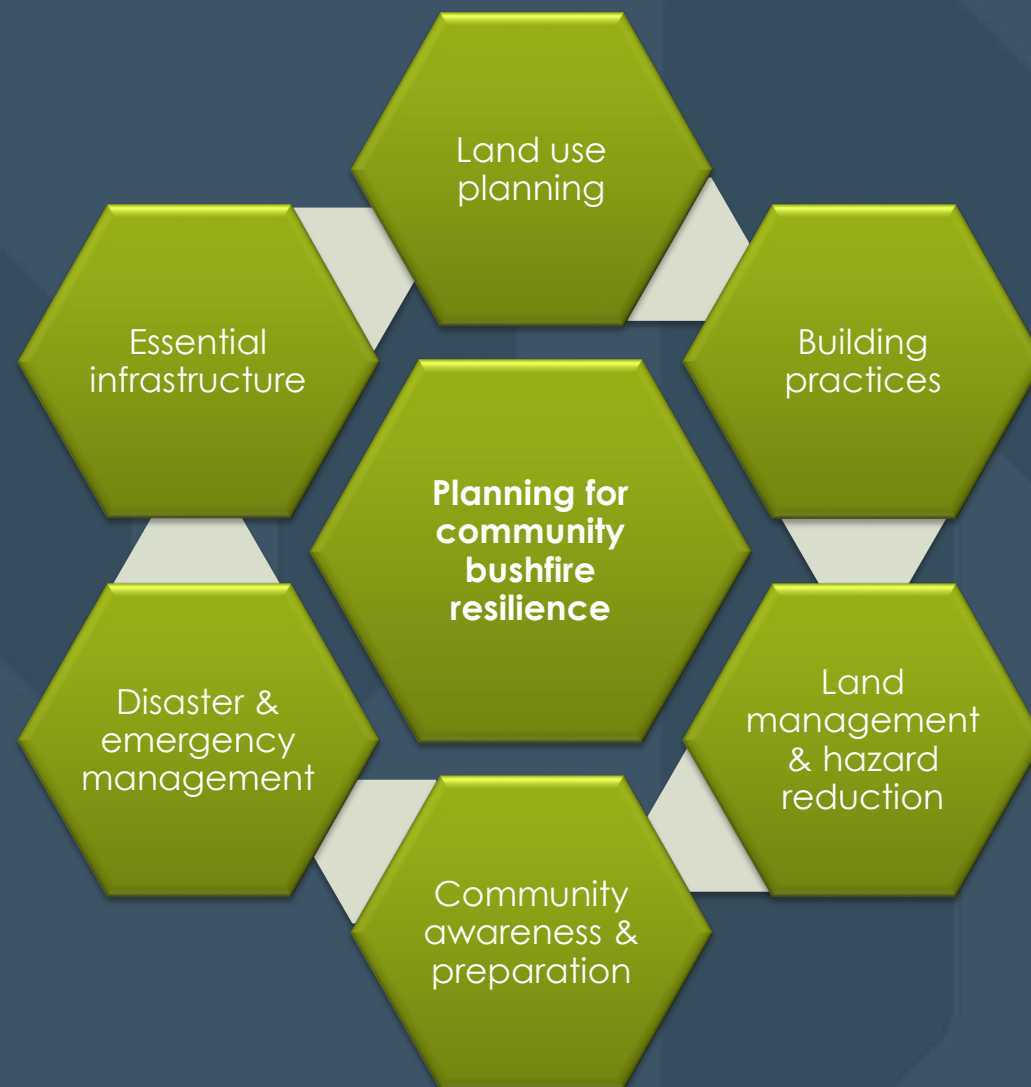 Land use
planning
Building
practices
Land
management
& hazard
reduction
Community
awareness &
preparation
Disaster &
emergency
management
Essential
infrastructure
Planning for
community
bushfire
resilience